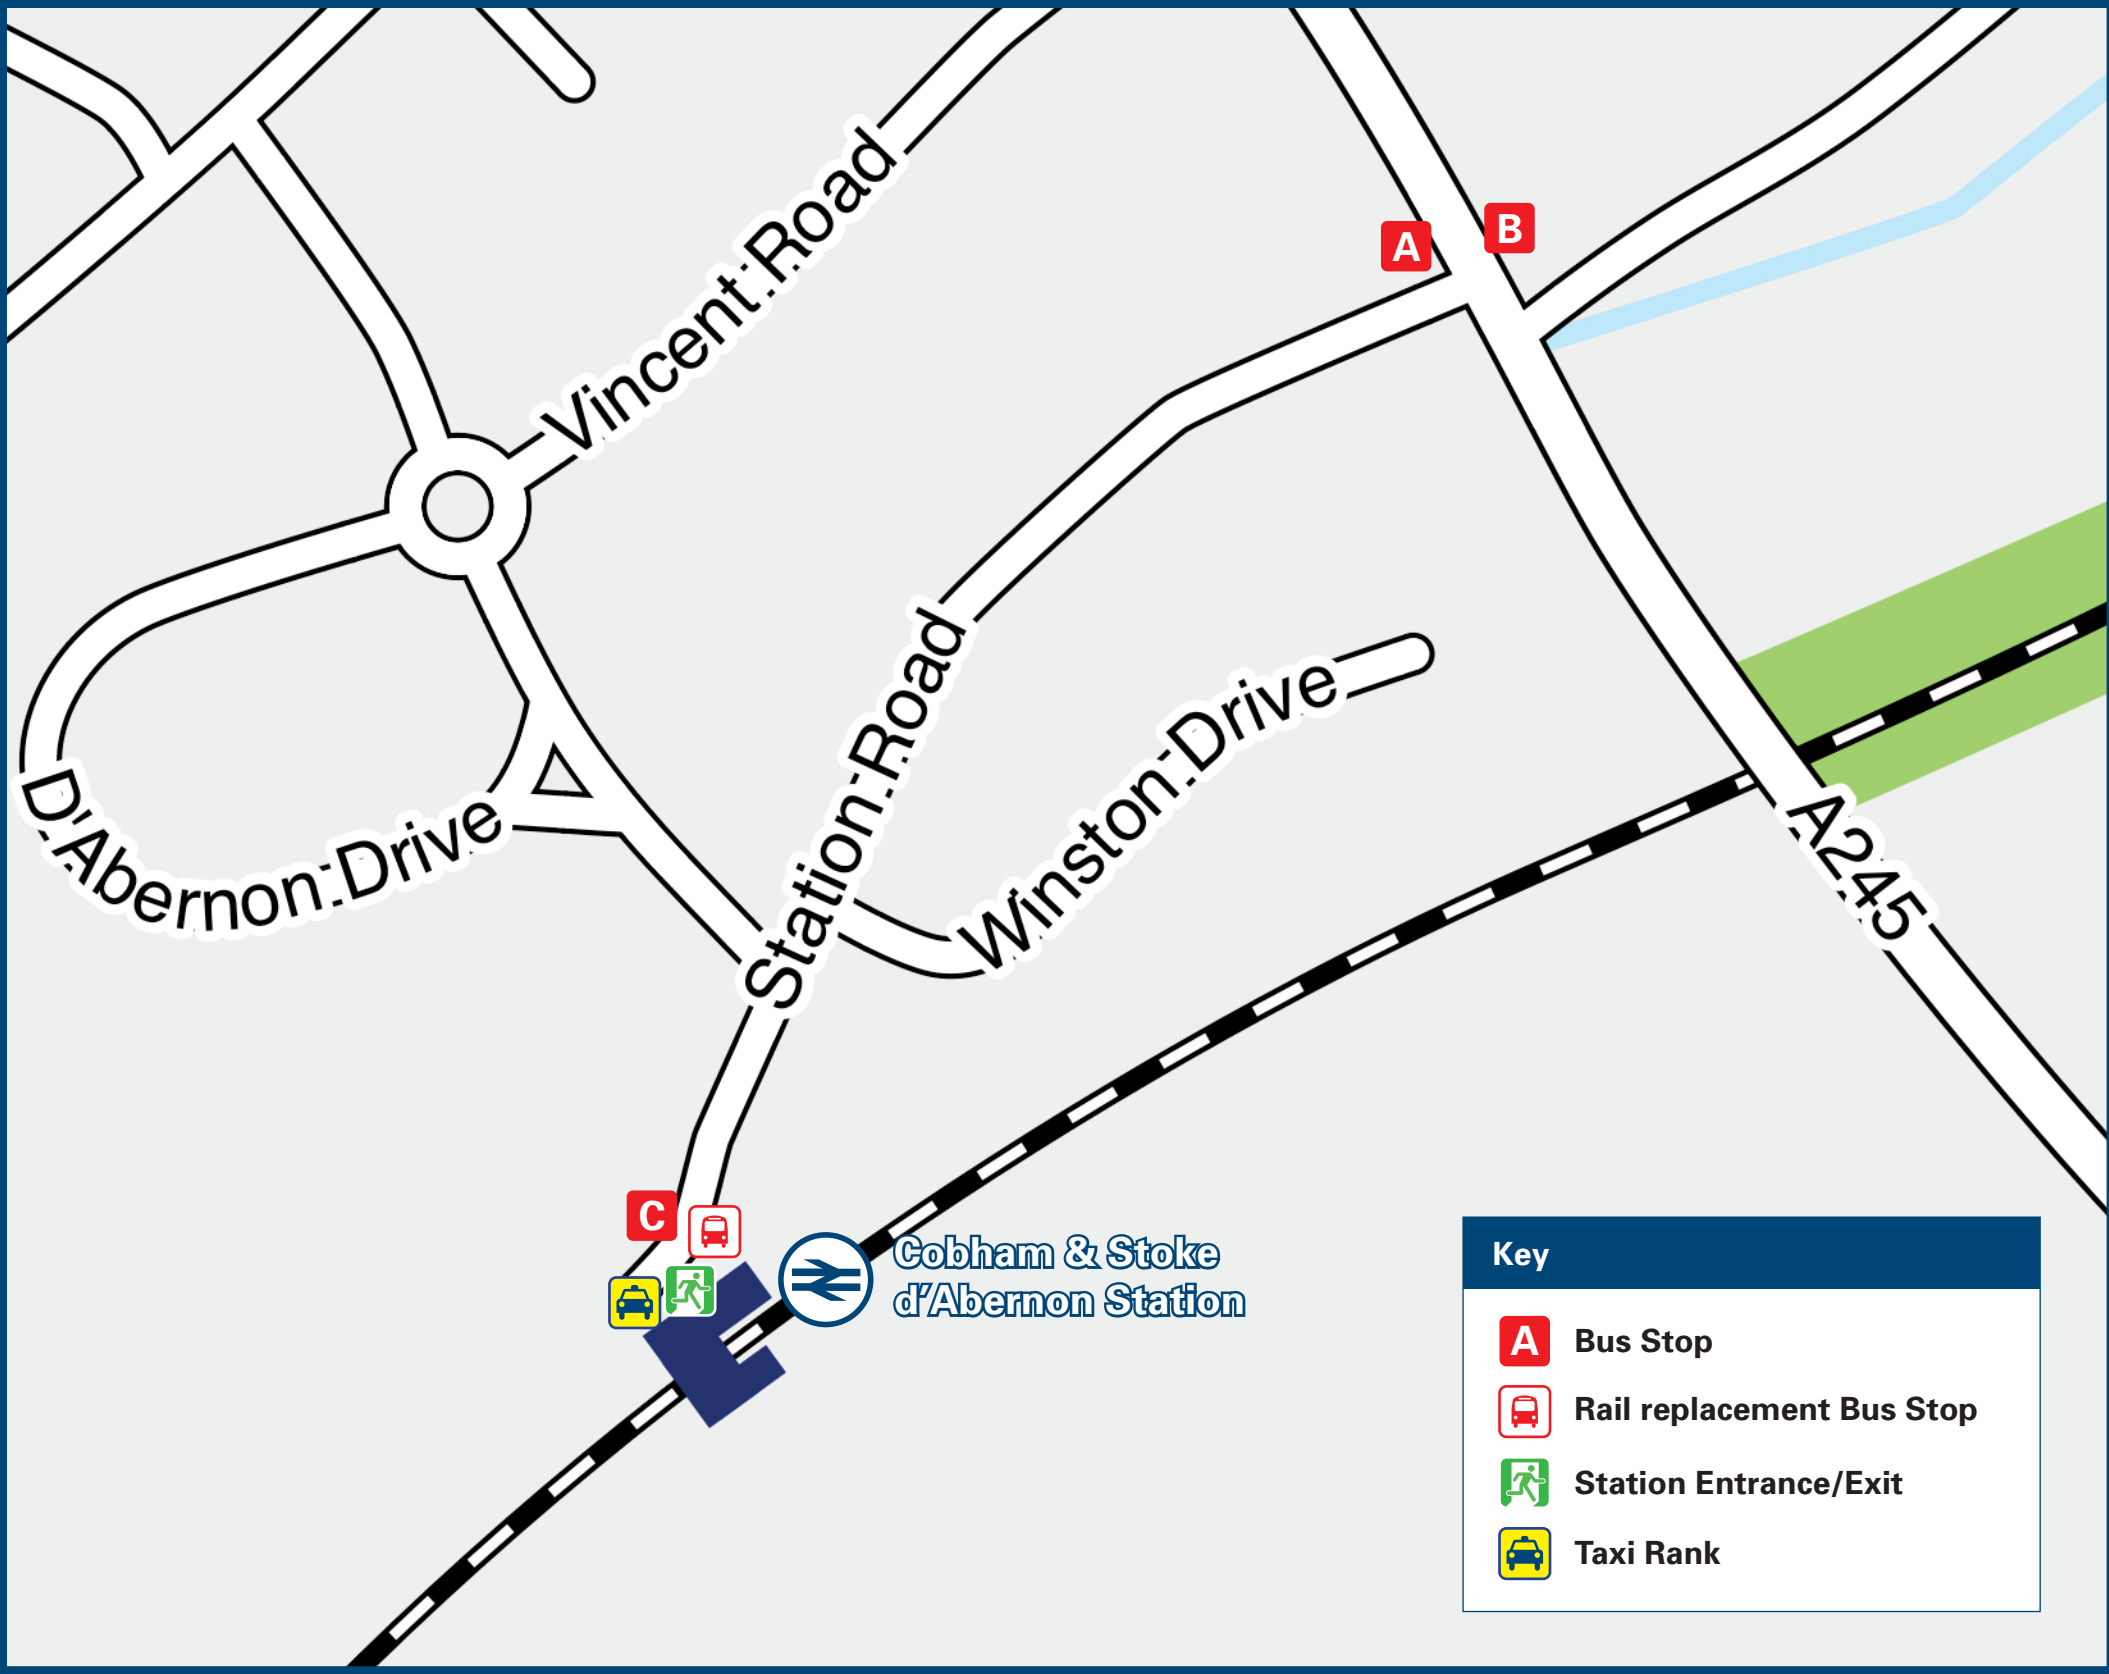 Vincent Road
A
B
Station Road
Winston Drive
D'Abernon Drive
A245
C
Cobham & Stoke
d'Abernon Station
Key
A Bus Stop
Rail replacement Bus Stop
Station Entrance/Exit
Taxi Rank